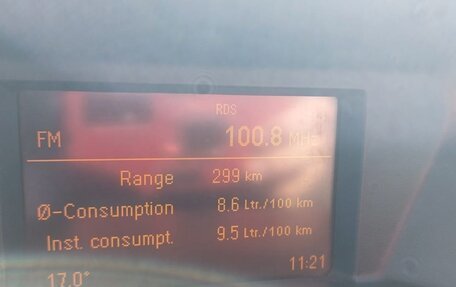 RDS
FM 100.8 MHz
Range 299 km
Ø-Consumption 8.6 Ltr./100 km
Inst. consumpt. 9.5 Ltr./100 km
11:21
17.0°